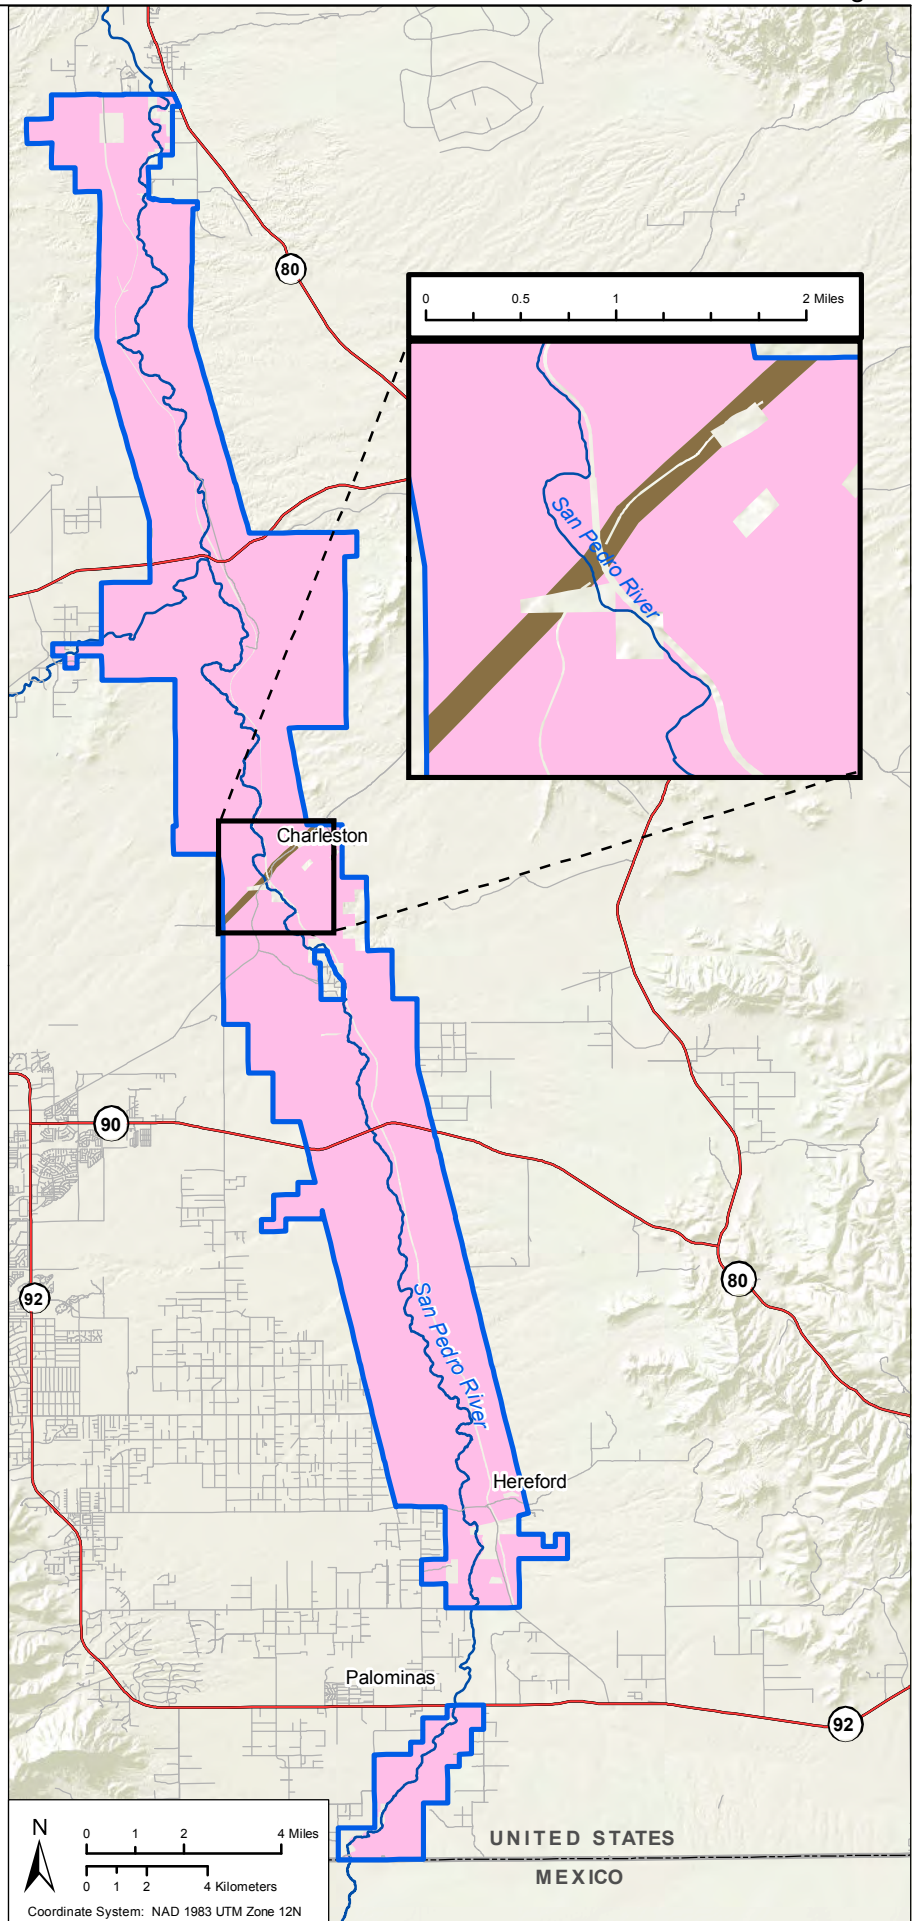 80
0 0.5 1 2 Miles
San Pedro River
Charleston
90
80
92
San Pedro River
Hereford
Palominas
92
N
0 1 2 4 Miles
0 1 2 4 Kilometers
Coordinate System: NAD 1983 UTM Zone 12N
UNITED STATES
MEXICO